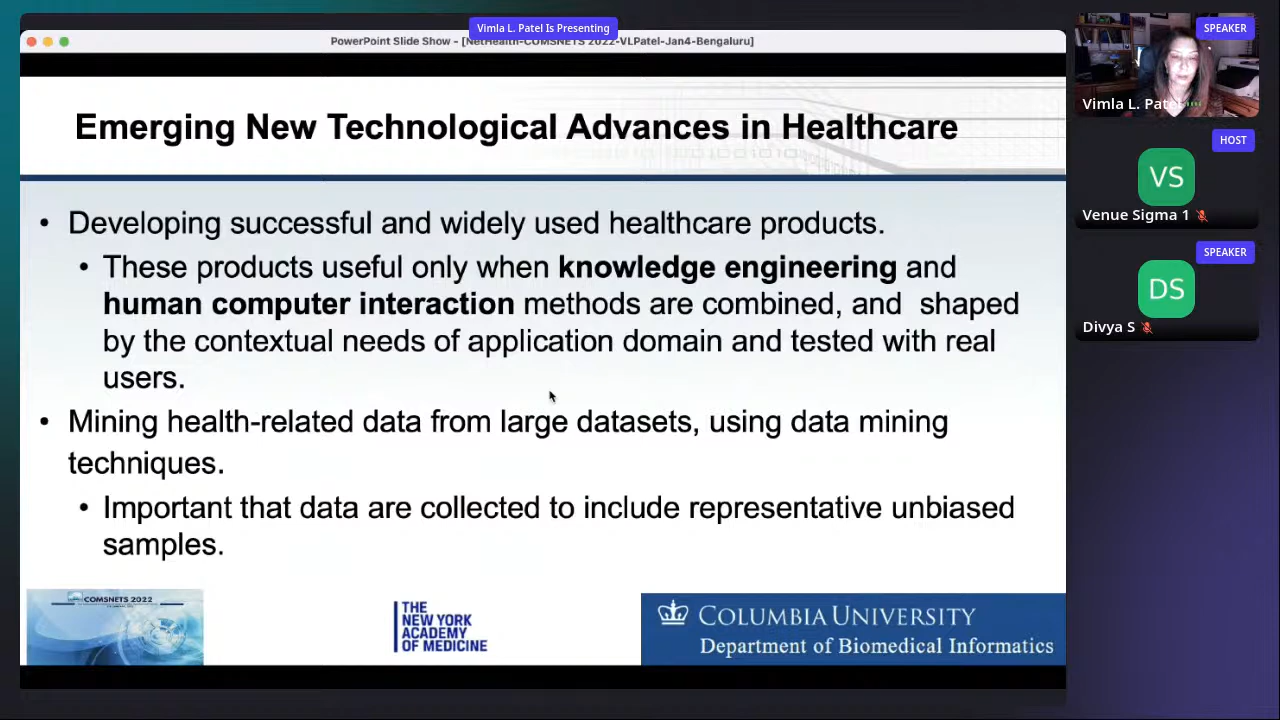 Vimla L. Patel Is Presenting
PowerPoint Slide Show - [NetHealth-COMSNETS 2022-VLPatel-Jan4-Bengaluru]
Emerging New Technological Advances in Healthcare
• Developing successful and widely used healthcare products.
• These products useful only when knowledge engineering and
human computer interaction methods are combined, and shaped
by the contextual needs of application domain and tested with real
users.
• Mining health-related data from large datasets, using data mining
techniques.
• Important that data are collected to include representative unbiased
samples.
COMSNETS 2022
THE
NEW YORK
ACADEMY
OF MEDICINE
COLUMBIA UNIVERSITY
Department of Biomedical Informatics
SPEAKER
Vimla L. Patel
HOST
VS
Venue Sigma 1
SPEAKER
DS
Divya S